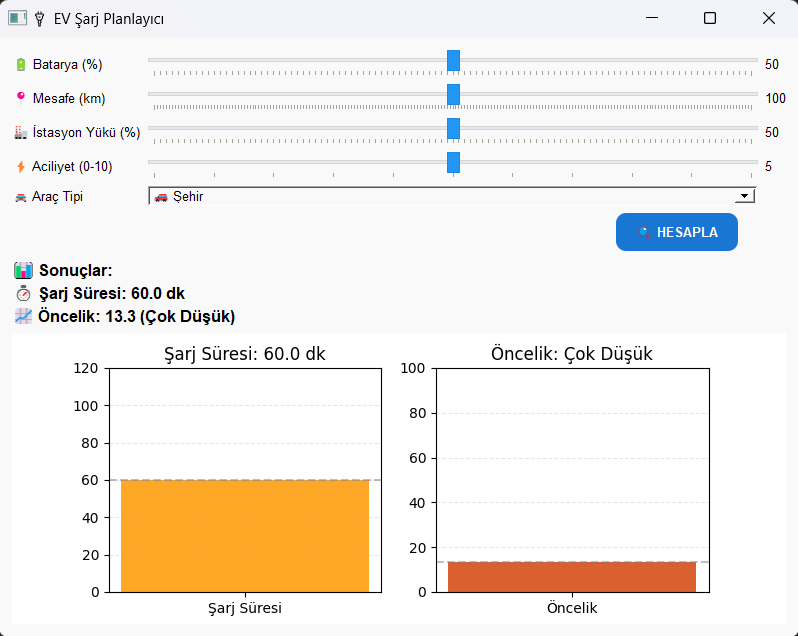 EV Şarj Planlayıcı
Batarya (%) 50
Mesafe (km) 100
İstasyon Yükü (%) 50
Aciliyet (0-10) 5
Araç Tipi Şehir
HESAPLA
Sonuçlar:
Şarj Süresi: 60.0 dk
Öncelik: 13.3 (Çok Düşük)
Şarj Süresi: 60.0 dk
120
100
80
60
40
20
0
Şarj Süresi
Öncelik: Çok Düşük
100
80
60
40
20
0
Öncelik